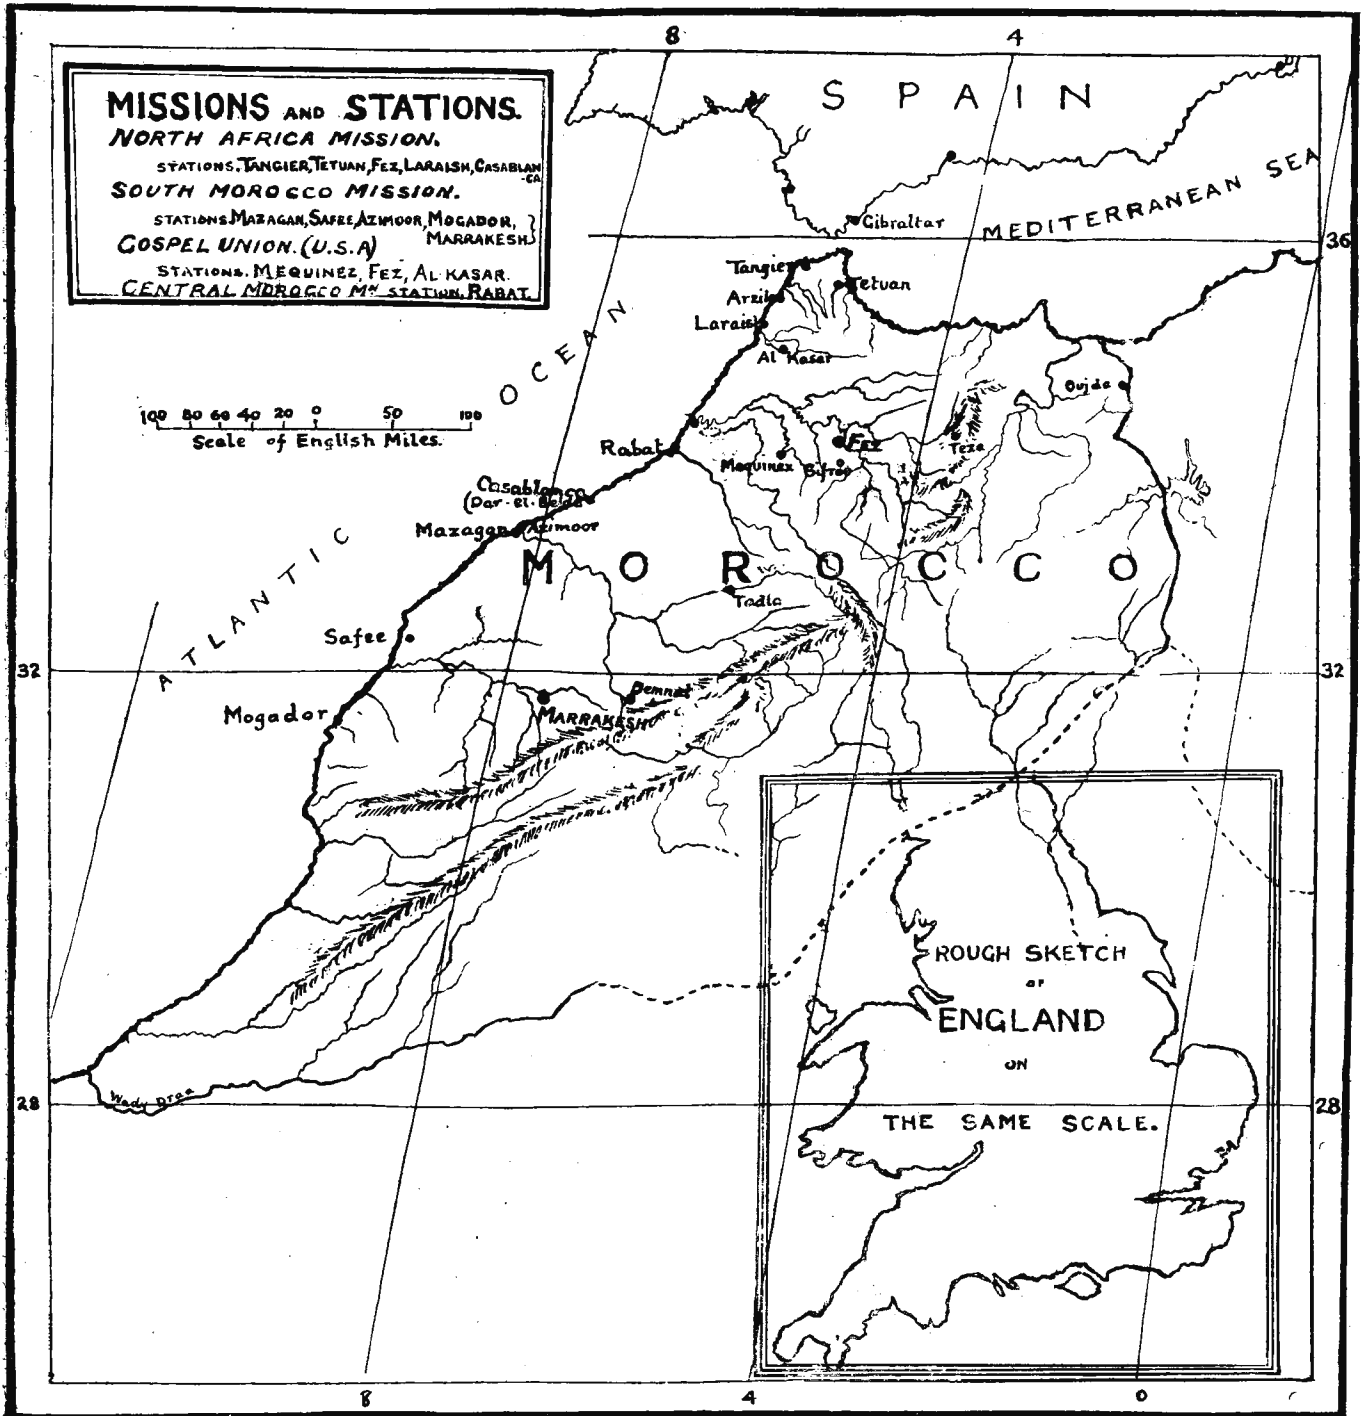 8 4
MISSIONS AND STATIONS.
NORTH AFRICA MISSION.
STATIONS. TANGIER, TETUAN, FEZ, LARAISH, CASABLAN
-CA
SOUTH MOROCCO MISSION.
STATIONS. MAZAGAN, SAFEE, AZIMOOR, MOGADOR,
MARRAKESH
GOSPEL UNION. (U.S.A)
STATIONS. MEQUINEZ, FEZ, AL KASAR.
CENTRAL MOROCCO Mn STATION. RABAT.
SPAIN
MEDITERRANEAN SEA
Gibraltar
36
Tangier
Tetuan
Arzila
Laraish
Al Kasar
Oujda
ATLANTIC OCEAN
100 80 60 40 20 0 50 100
Scale of English Miles.
Rabat
FEZ
Teza
Mequinez
Casablanca
(Dar-el-Beida
Mazagan
Azimoor
MOROCCO
Tadla
Safee
32
32
Demnat
Mogador
MARRAKESH
ROUGH SKETCH
OF
ENGLAND
ON
THE SAME SCALE.
Wady Draa
28
28
8 4 0